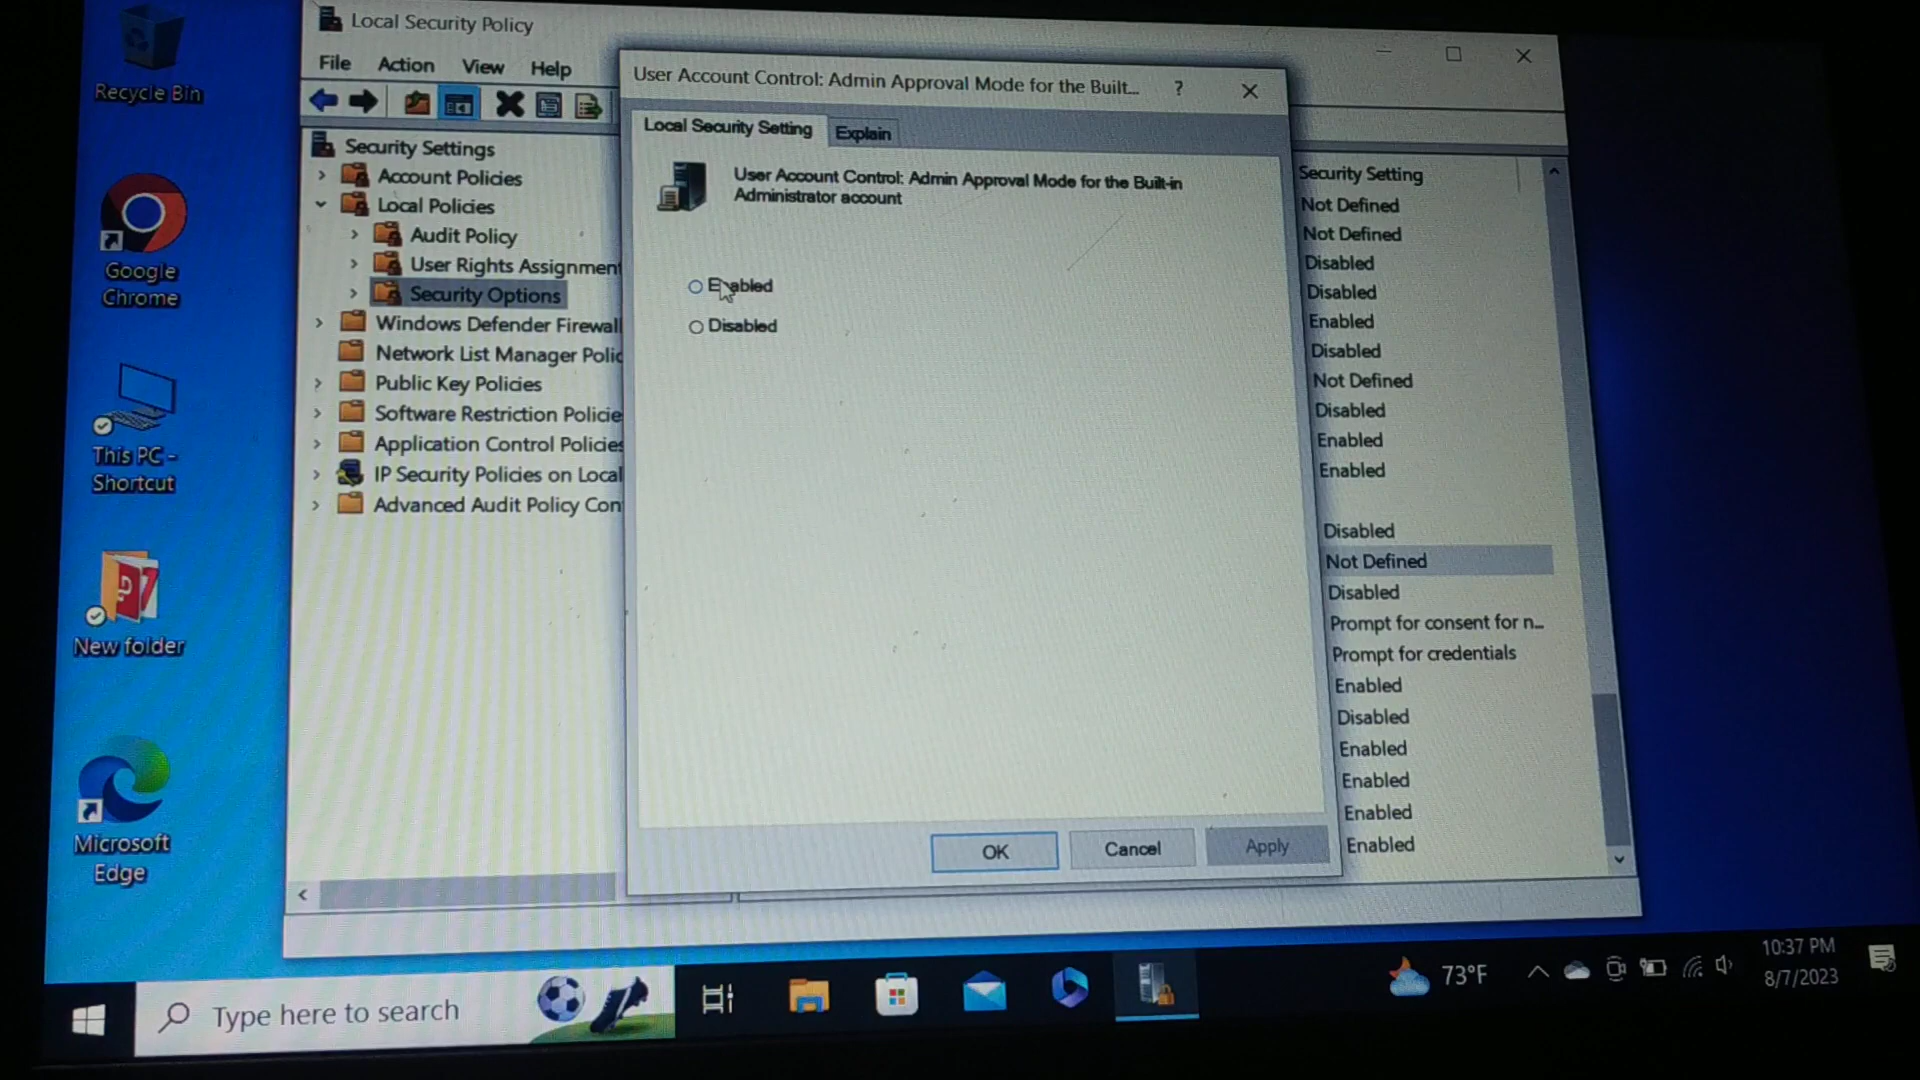 Recycle Bin
Google
Chrome
This PC -
Shortcut
New folder
Microsoft
Edge
Local Security Policy
File Action View Help
Security Settings
Account Policies
Local Policies
Audit Policy
User Rights Assignment
Security Options
Windows Defender Firewall
Network List Manager Polic
Public Key Policies
Software Restriction Policie
Application Control Policies
IP Security Policies on Local
Advanced Audit Policy Con
User Account Control: Admin Approval Mode for the Built...
Local Security Setting
Explain
User Account Control: Admin Approval Mode for the Built-in
Administrator account
Enabled
Disabled
OK
Cancel
Apply
Security Setting
Not Defined
Not Defined
Disabled
Disabled
Enabled
Disabled
Not Defined
Disabled
Enabled
Enabled
Disabled
Not Defined
Disabled
Prompt for consent for n...
Prompt for credentials
Enabled
Disabled
Enabled
Enabled
Enabled
Enabled
Type here to search
73°F
10:37 PM
8/7/2023